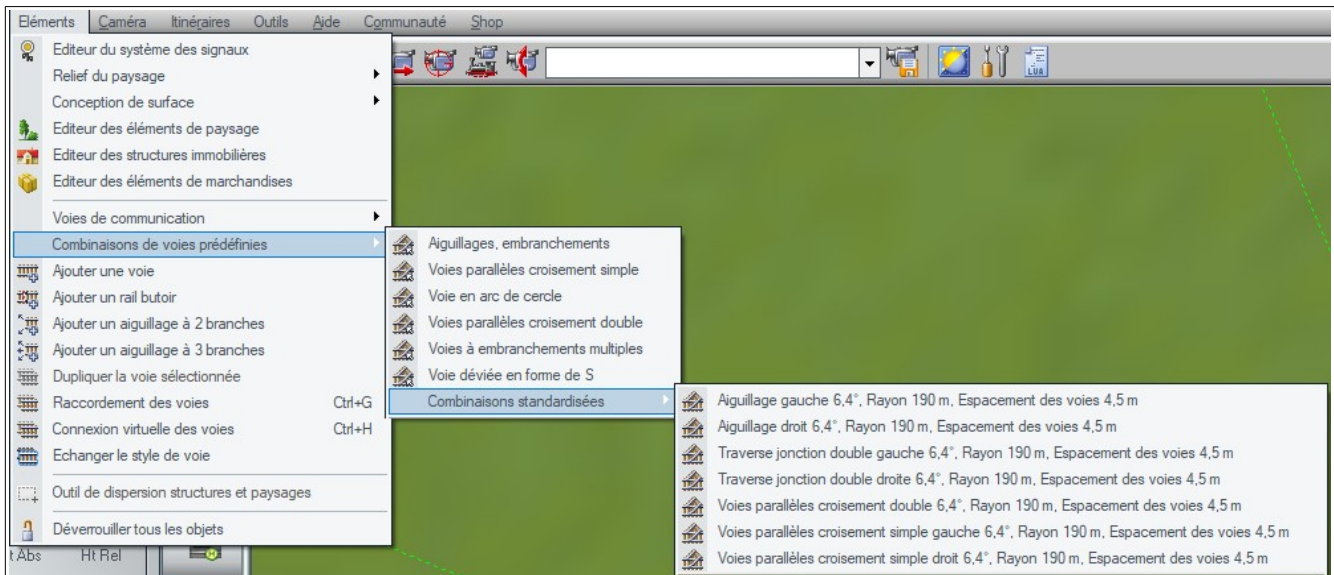 Eléments Caméra Itinéraires Outils Aide Communauté Shop
Editeur du système des signaux
Relief du paysage
Conception de surface
LUA
Editeur des éléments de paysage
Editeur des structures immobilières
Editeur des éléments de marchandises
Voies de communication
Combinaisons de voies prédéfinies
Ajouter une voie
Ajouter un rail butoir
Ajouter un aiguillage à 2 branches
Ajouter un aiguillage à 3 branches
Dupliquer la voie sélectionnée
Raccordement des voies Ctrl+G
Connexion virtuelle des voies Ctrl+H
Echanger le style de voie
Outil de dispersion structures et paysages
Déverrouiller tous les objets
t Abs Ht Rel
Aiguillages, embranchements
Voies parallèles croisement simple
Voie en arc de cercle
Voies parallèles croisement double
Voies à embranchements multiples
Voie déviée en forme de S
Combinaisons standardisées
Aiguillage gauche 6,4°, Rayon 190 m, Espacement des voies 4,5 m
Aiguillage droit 6,4°, Rayon 190 m, Espacement des voies 4,5 m
Traverse jonction double gauche 6,4°, Rayon 190 m, Espacement des voies 4,5 m
Traverse jonction double droite 6,4°, Rayon 190 m, Espacement des voies 4,5 m
Voies parallèles croisement double 6,4°, Rayon 190 m, Espacement des voies 4,5 m
Voies parallèles croisement simple gauche 6,4°, Rayon 190 m, Espacement des voies 4,5 m
Voies parallèles croisement simple droit 6,4°, Rayon 190 m, Espacement des voies 4,5 m